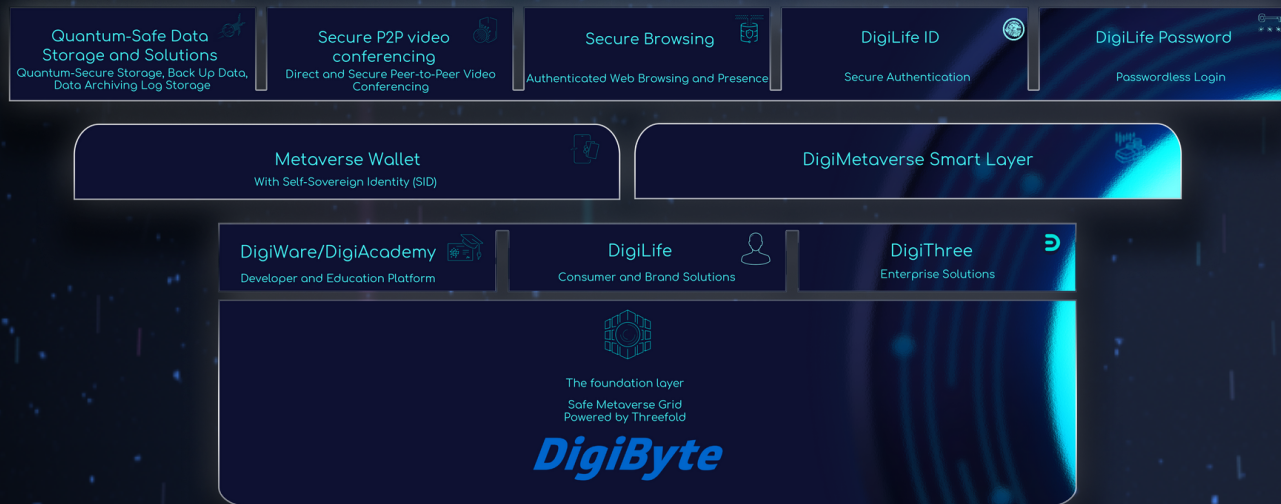 Quantum-Safe Data
Storage and Solutions
Quantum-Secure Storage, Back Up Data,
Data Archiving Log Storage
Secure P2P video
conferencing
Direct and Secure Peer-to-Peer Video
Conferencing
Secure Browsing
Authenticated Web Browsing and Presence
DigiLife ID
Secure Authentication
DigiLife Password
Passwordless Login
Metaverse Wallet
With Self-Sovereign Identity (SID)
DigiMetaverse Smart Layer
DigiWare/DigiAcademy
Developer and Education Platform
DigiLife
Consumer and Brand Solutions
DigiThree
Enterprise Solutions
The foundation layer
Safe Metaverse Grid
Powered by Threefold
DigiByte